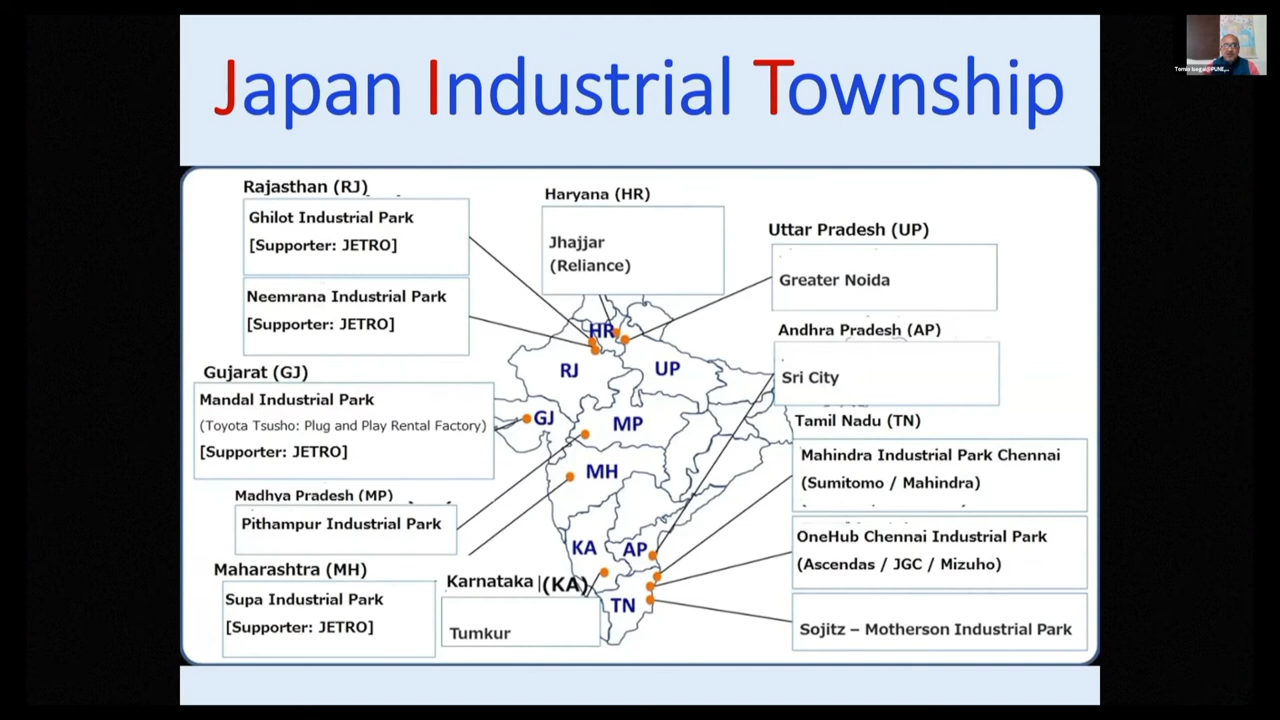 Japan Industrial Township
Rajasthan (RJ)
Ghilot Industrial Park
[Supporter: JETRO]
Neemrana Industrial Park
[Supporter: JETRO]
Gujarat (GJ)
Mandal Industrial Park
(Toyota Tsusho: Plug and Play Rental Factory)
[Supporter: JETRO]
Madhya Pradesh (MP)
Pithampur Industrial Park
Maharashtra (MH)
Supa Industrial Park
[Supporter: JETRO]
Karnataka (KA)
Tumkur
Haryana (HR)
Jhajjar
(Reliance)
Uttar Pradesh (UP)
Greater Noida
Andhra Pradesh (AP)
Sri City
Tamil Nadu (TN)
Mahindra Industrial Park Chennai
(Sumitomo / Mahindra)
OneHub Chennai Industrial Park
(Ascendas / JGC / Mizuho)
Sojitz – Motherson Industrial Park
HR
RJ
UP
GJ
MP
MH
KA
AP
TN